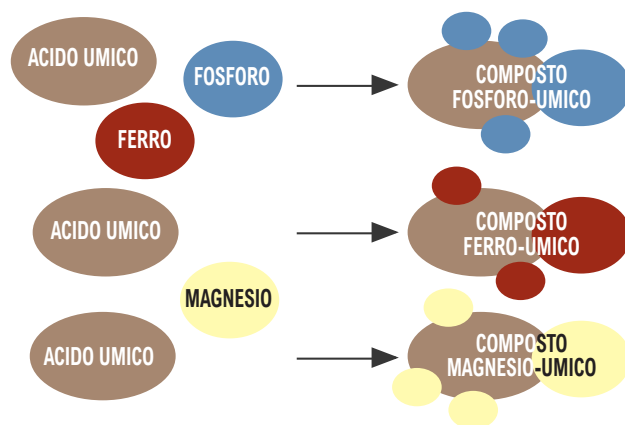 ACIDO UMICO
FOSFORO
FERRO
COMPOSTO
FOSFORO-UMICO
ACIDO UMICO
COMPOSTO
FERRO-UMICO
MAGNESIO
ACIDO UMICO
COMPOSTO
MAGNESIO-UMICO